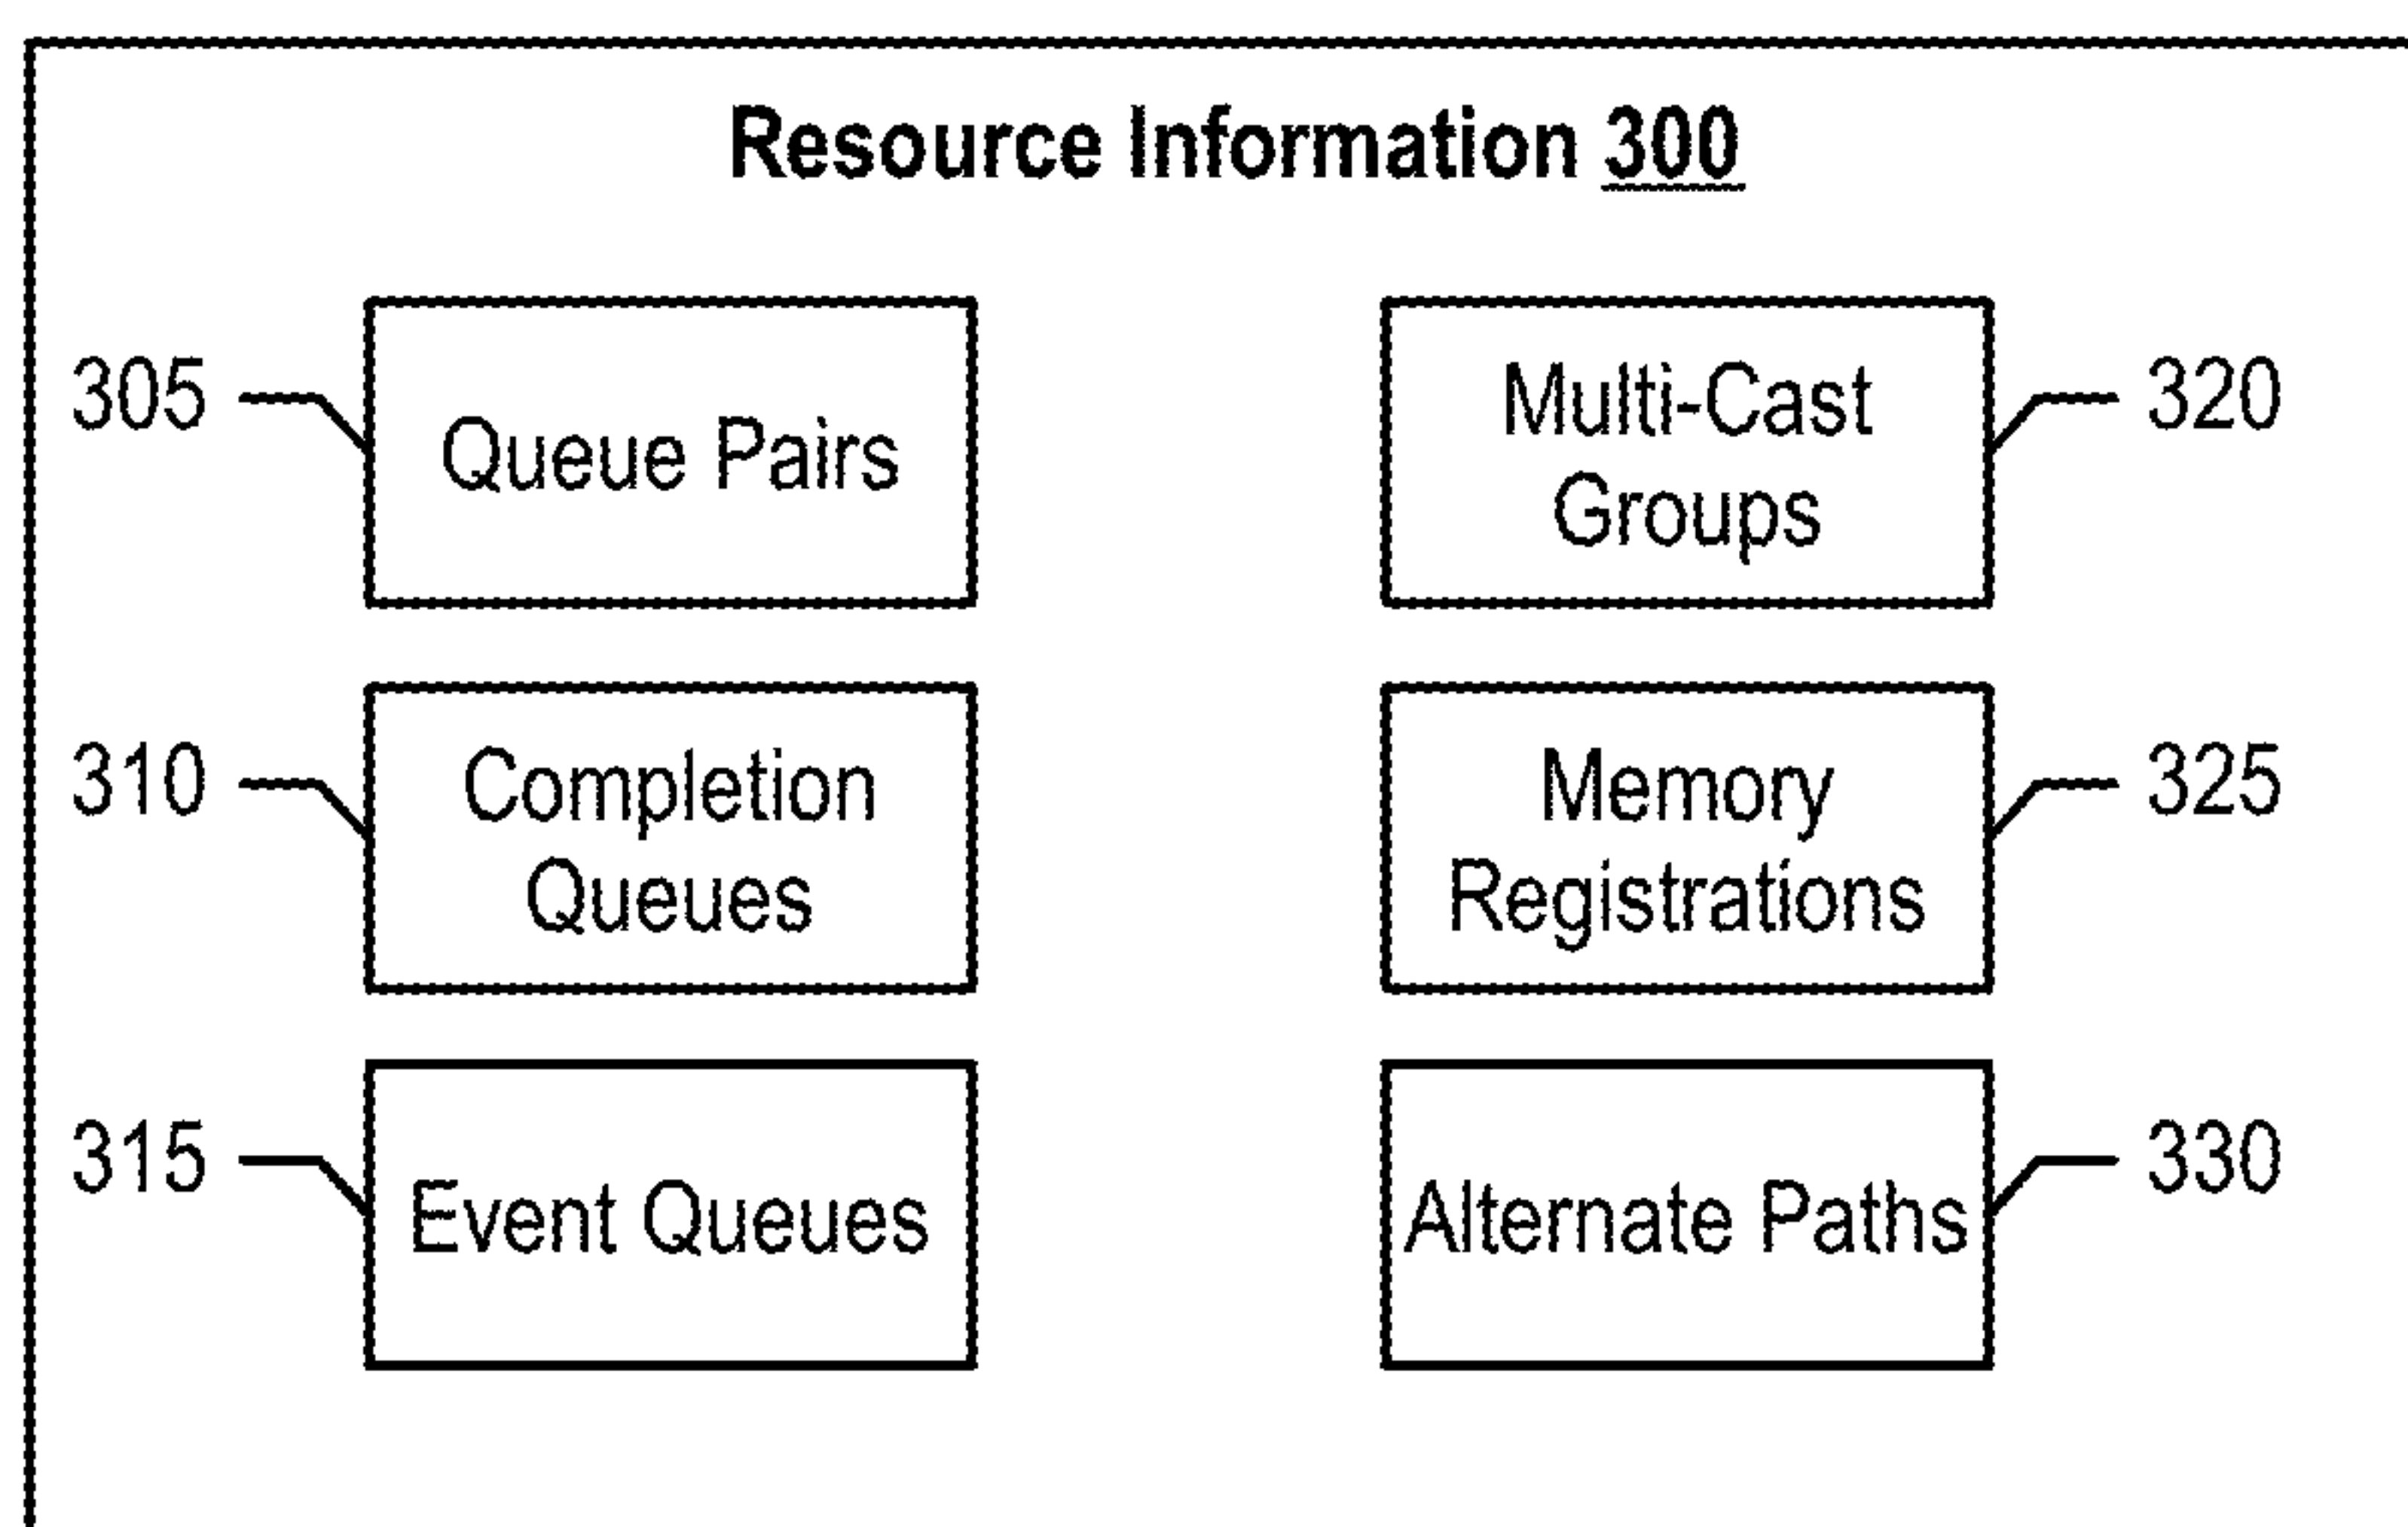 Resource Information 300
305
Queue Pairs
Multi-Cast
Groups
320
310
Completion
Queues
Memory
Registrations
325
315
Event Queues
Alternate Paths
330